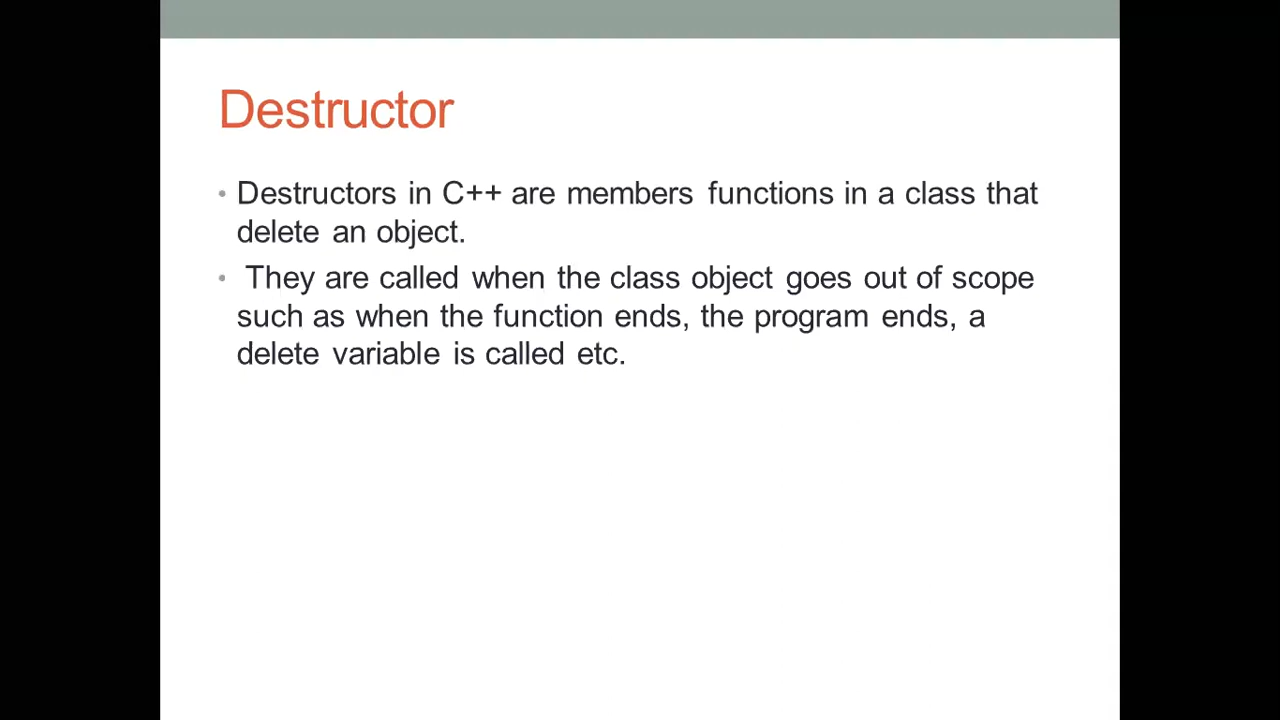 Destructor
• Destructors in C++ are members functions in a class that
delete an object.
• They are called when the class object goes out of scope
such as when the function ends, the program ends, a
delete variable is called etc.